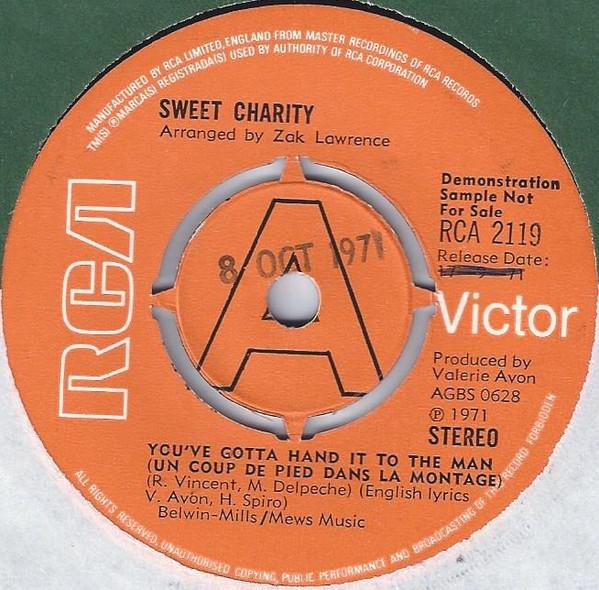 MANUFACTURED BY RCA LIMITED, ENGLAND FROM MASTER RECORDINGS OF RCA RECORDS
TM(S) ® MARCA(S) REGISTRADA(S) USED BY AUTHORITY OF RCA CORPORATION
SWEET CHARITY
Arranged by Zak Lawrence
RCA
A
8 OCT 1971
Demonstration
Sample Not
For Sale
RCA 2119
Release Date:
17 9 71
Victor
Produced by
Valerie Avon
AGBS 0628
℗ 1971
STEREO
YOU'VE GOTTA HAND IT TO THE MAN
(UN COUP DE PIED DANS LA MONTAGE)
(R. Vincent, M. Delpeche) (English lyrics
V. Avon, H. Spiro)
Belwin-Mills/Mews Music
ALL RIGHTS RESERVED, UNAUTHORISED COPYING, PUBLIC PERFORMANCE AND BROADCASTING OF THIS RECORD FORBIDDEN